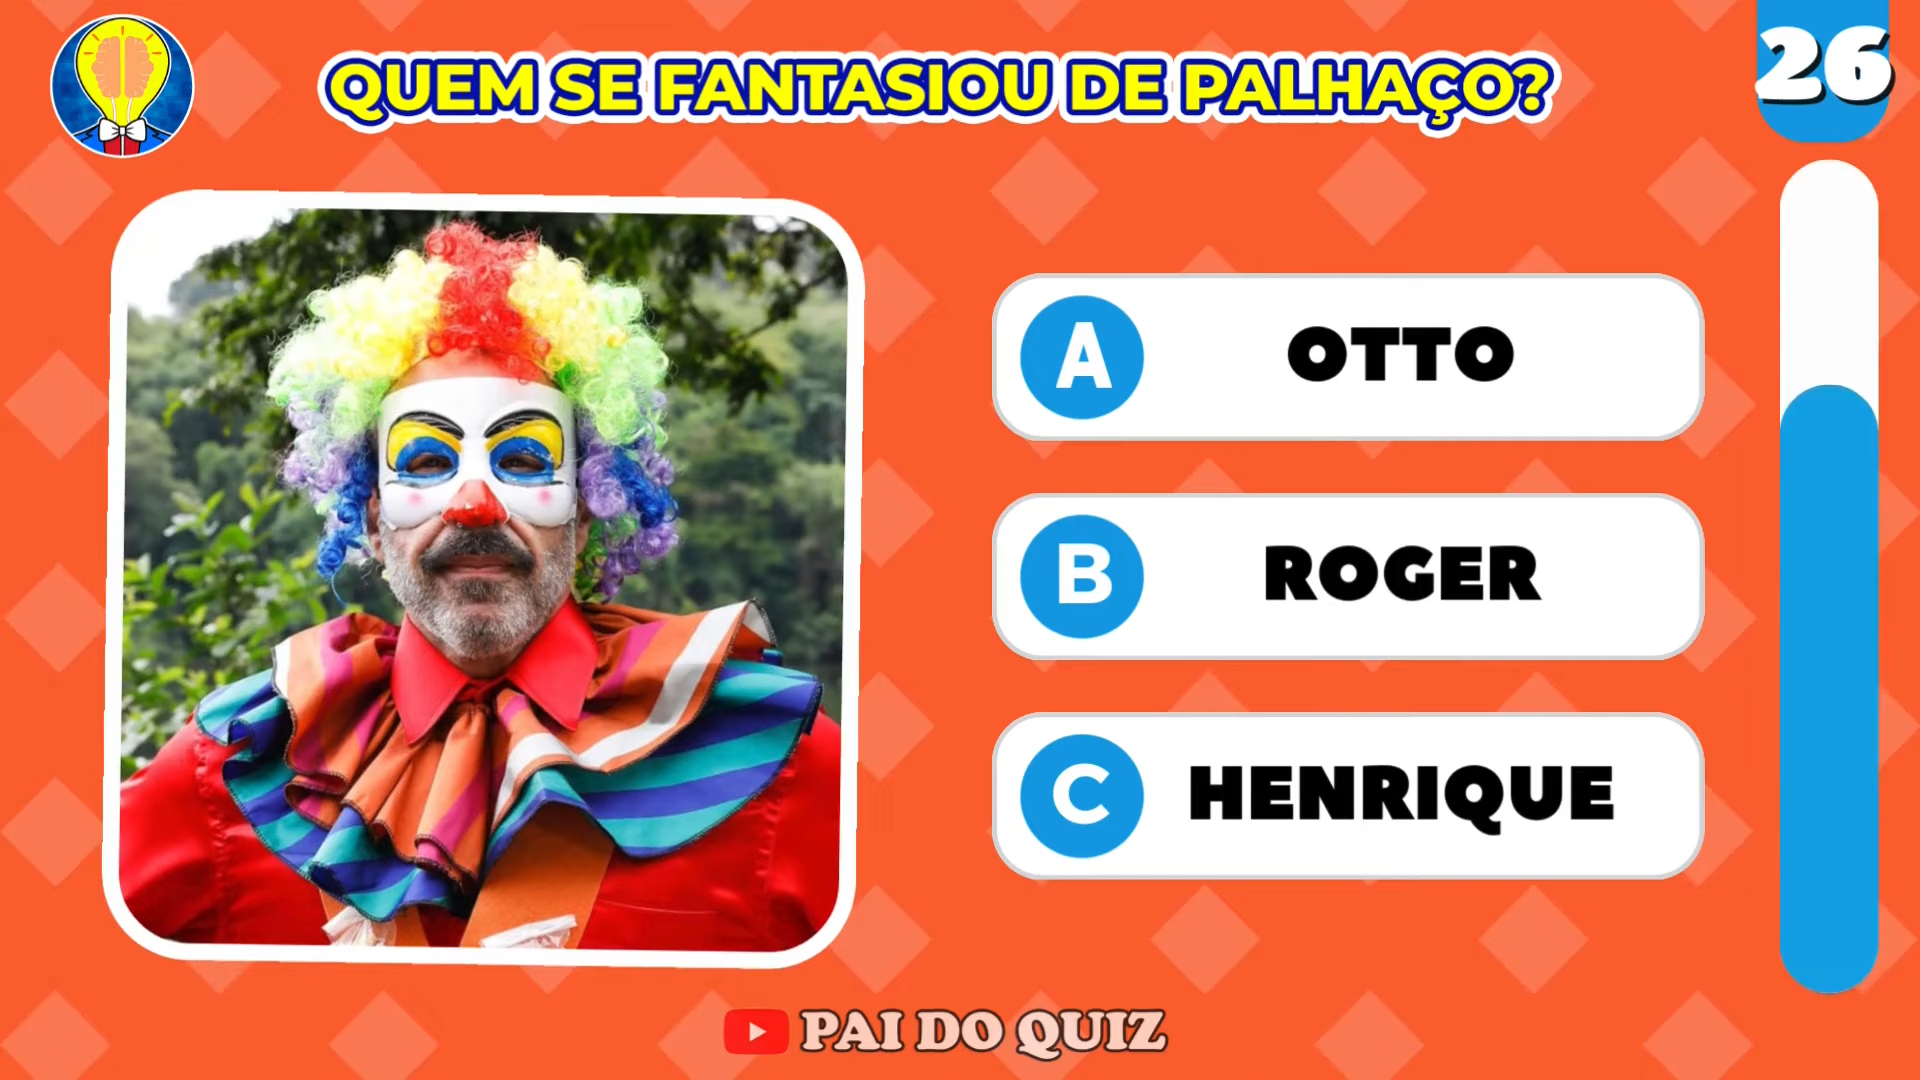 QUEM SE FANTASIOU DE PALHAÇO?
26
A OTTO
B ROGER
C HENRIQUE
PAI DO QUIZ